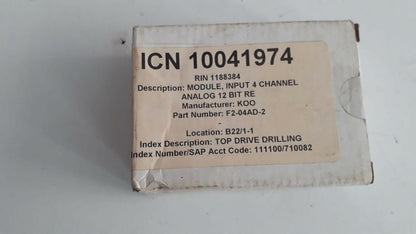 ICN 10041974
RIN 1188384
Description: MODULE, INPUT 4 CHANNEL
ANALOG 12 BIT RE
Manufacturer: KOO
Part Number: F2-04AD-2
-
Location: B22/1-1
Index Description: TOP DRIVE DRILLING
Index Number/SAP Acct Code: 111100/710082